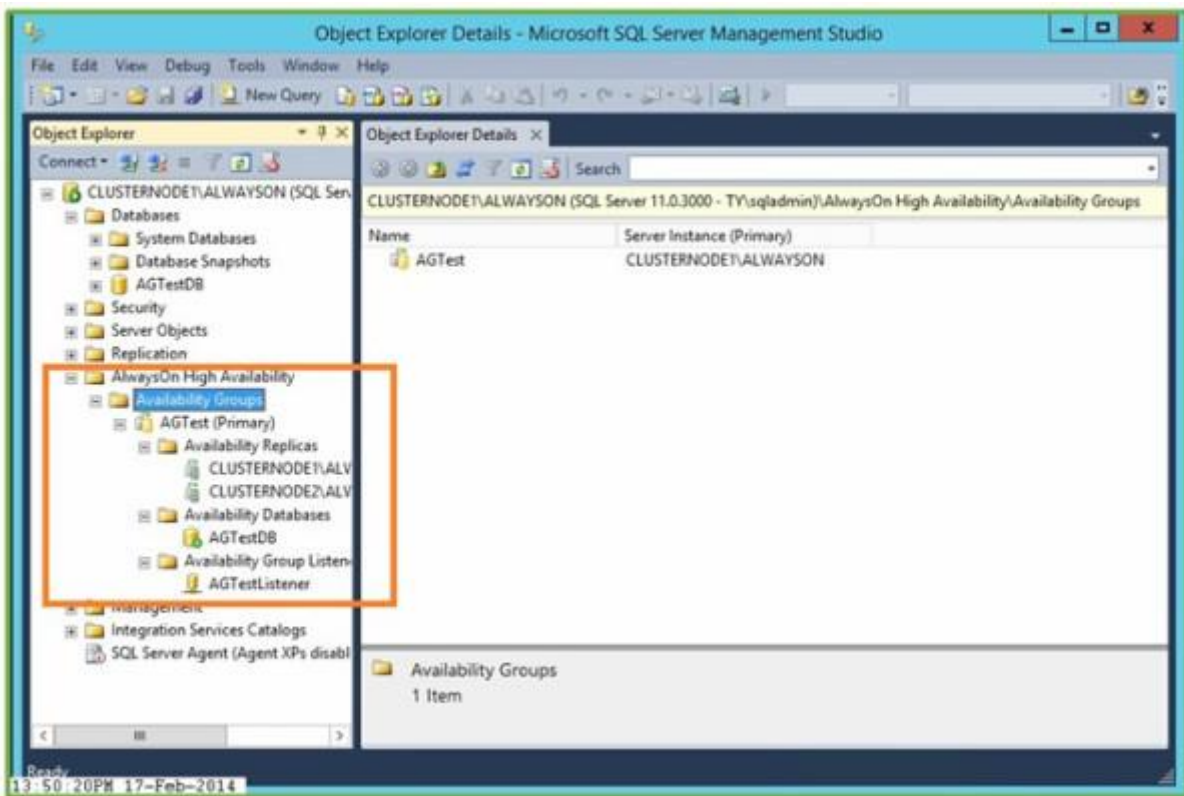 Object Explorer Details - Microsoft SQL Server Management Studio
File Edit View Debug Tools Window Help
New Query
Object Explorer
Connect
CLUSTERNODE1\ALWAYSON (SQL Serv
Databases
System Databases
Database Snapshots
AGTestDB
Security
Server Objects
Replication
AlwaysOn High Availability
Availability Groups
AGTest (Primary)
Availability Replicas
CLUSTERNODE1\ALV
CLUSTERNODE2\ALV
Availability Databases
AGTestDB
Availability Group Listen
AGTestListener
Management
Integration Services Catalogs
SQL Server Agent (Agent XPs disabl
Object Explorer Details
Search
CLUSTERNODE1\ALWAYSON (SQL Server 11.0.3000 - TY\sqladmin)\AlwaysOn High Availability\Availability Groups
Name Server Instance (Primary)
AGTest CLUSTERNODE1\ALWAYSON
Availability Groups
1 Item
Ready
13:50:20PM 17-Feb-2014